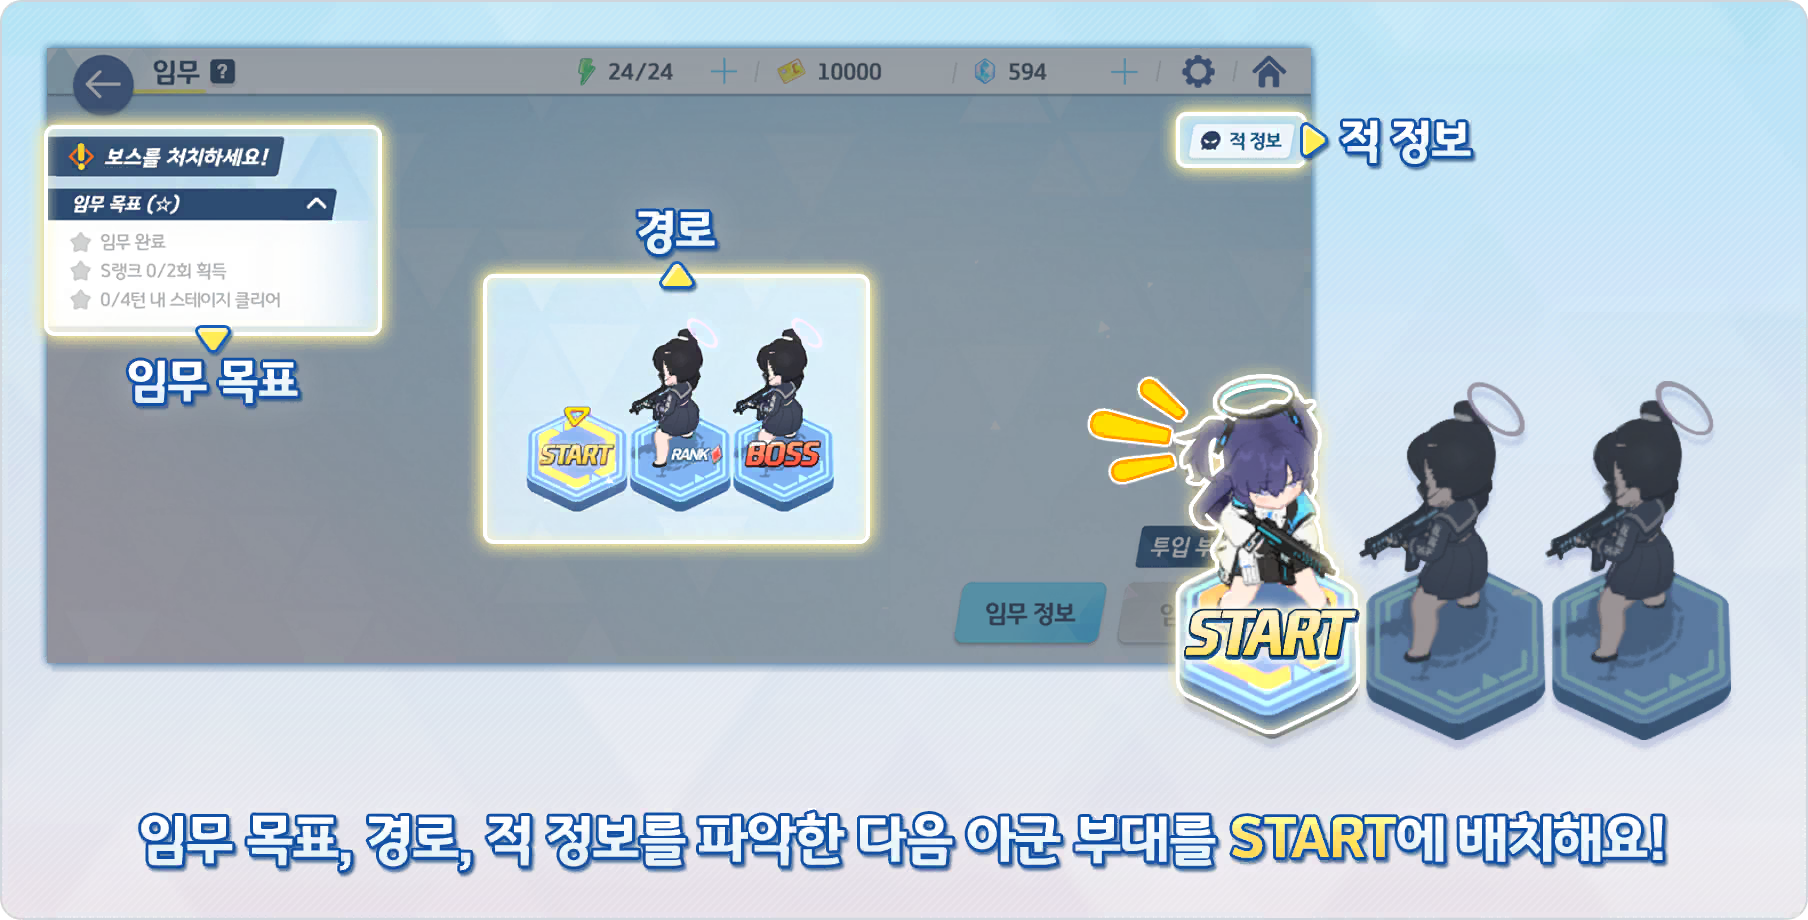 임무 ?
24/24
10000
594
보스를 처치하세요!
임무 목표 (☆)
임무 완료
S랭크 0/2회 획득
0/4턴 내 스테이지 클리어
임무 목표
경로
START
RANK
BOSS
적 정보
적 정보
투입
임무 정보
START
임무 목표, 경로, 적 정보를 파악한 다음 아군 부대를 START에 배치해요!